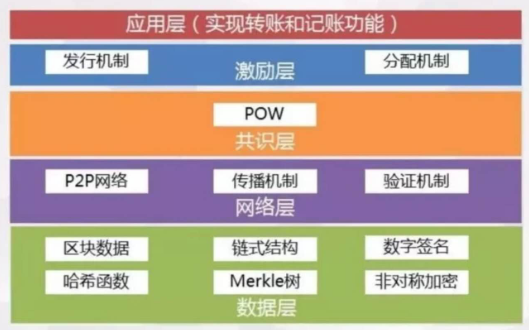 应用层（实现转账和记账功能）
发行机制 激励层 分配机制
POW
共识层
P2P网络 传播机制 验证机制
网络层
区块数据 链式结构 数字签名
哈希函数 Merkle树 非对称加密
数据层